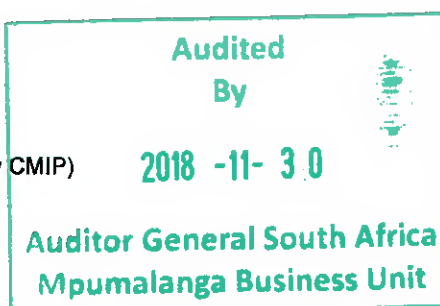 Audited
By
CMIP)
2018 -11- 30
Auditor General South Africa
Mpumalanga Business Unit